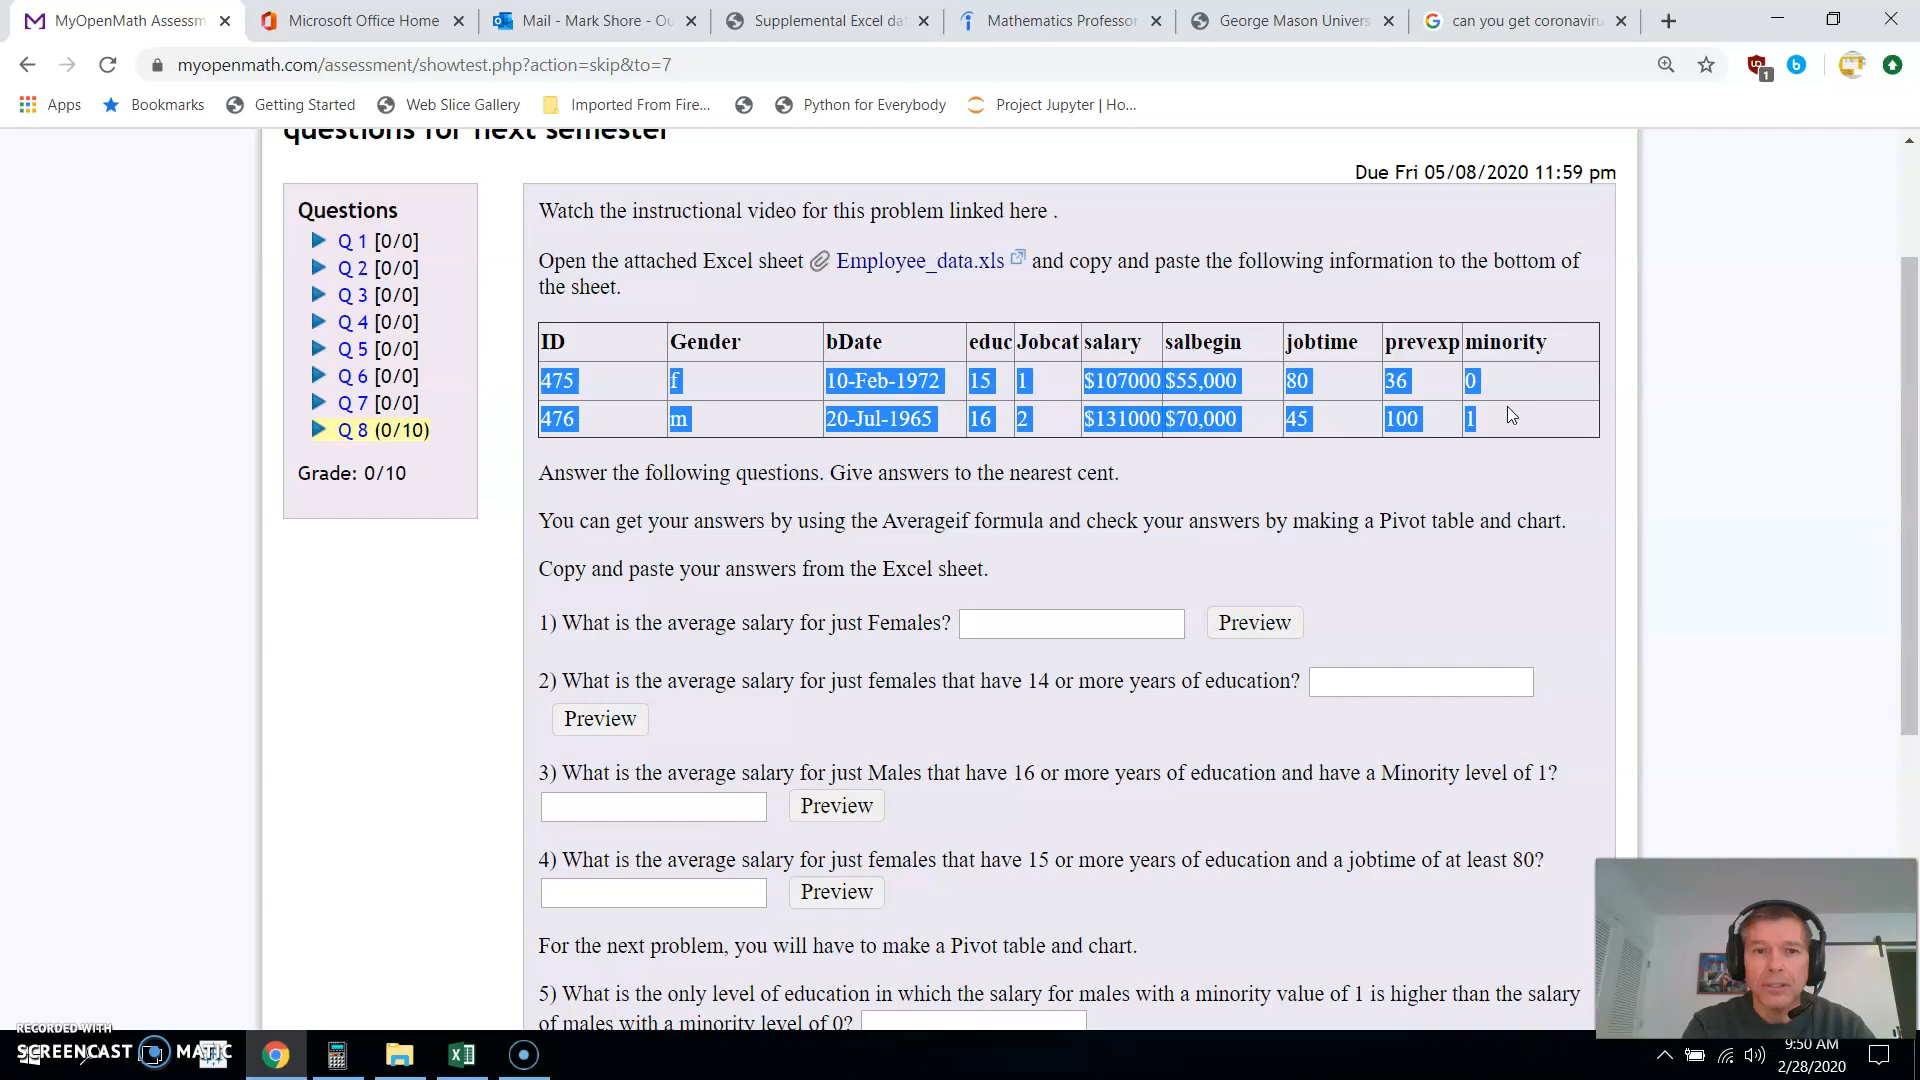 MyOpenMath Assessm
Microsoft Office Home
Mail - Mark Shore - Ou
Supplemental Excel da
Mathematics Professor
George Mason Univers
can you get coronaviru
myopenmath.com/assessment/showtest.php?action=skip&to=7
Apps
Bookmarks
Getting Started
Web Slice Gallery
Imported From Fire...
Python for Everybody
Project Jupyter | Ho...
questions for next semester
Due Fri 05/08/2020 11:59 pm
Questions
Q 1 [0/0]
Q 2 [0/0]
Q 3 [0/0]
Q 4 [0/0]
Q 5 [0/0]
Q 6 [0/0]
Q 7 [0/0]
Q 8 (0/10)
Grade: 0/10
Watch the instructional video for this problem linked here .
Open the attached Excel sheet Employee_data.xls and copy and paste the following information to the bottom of
the sheet.
ID Gender bDate educ Jobcat salary salbegin jobtime prevexp minority
475 f 10-Feb-1972 15 1 $107000 $55,000 80 36 0
476 m 20-Jul-1965 16 2 $131000 $70,000 45 100 1
Answer the following questions. Give answers to the nearest cent.
You can get your answers by using the Averageif formula and check your answers by making a Pivot table and chart.
Copy and paste your answers from the Excel sheet.
1) What is the average salary for just Females? Preview
2) What is the average salary for just females that have 14 or more years of education?
Preview
3) What is the average salary for just Males that have 16 or more years of education and have a Minority level of 1?
Preview
4) What is the average salary for just females that have 15 or more years of education and a jobtime of at least 80?
Preview
For the next problem, you will have to make a Pivot table and chart.
5) What is the only level of education in which the salary for males with a minority value of 1 is higher than the salary
of males with a minority level of 0?
RECORDED WITH
SCREENCAST MATIC
9:50 AM
2/28/2020